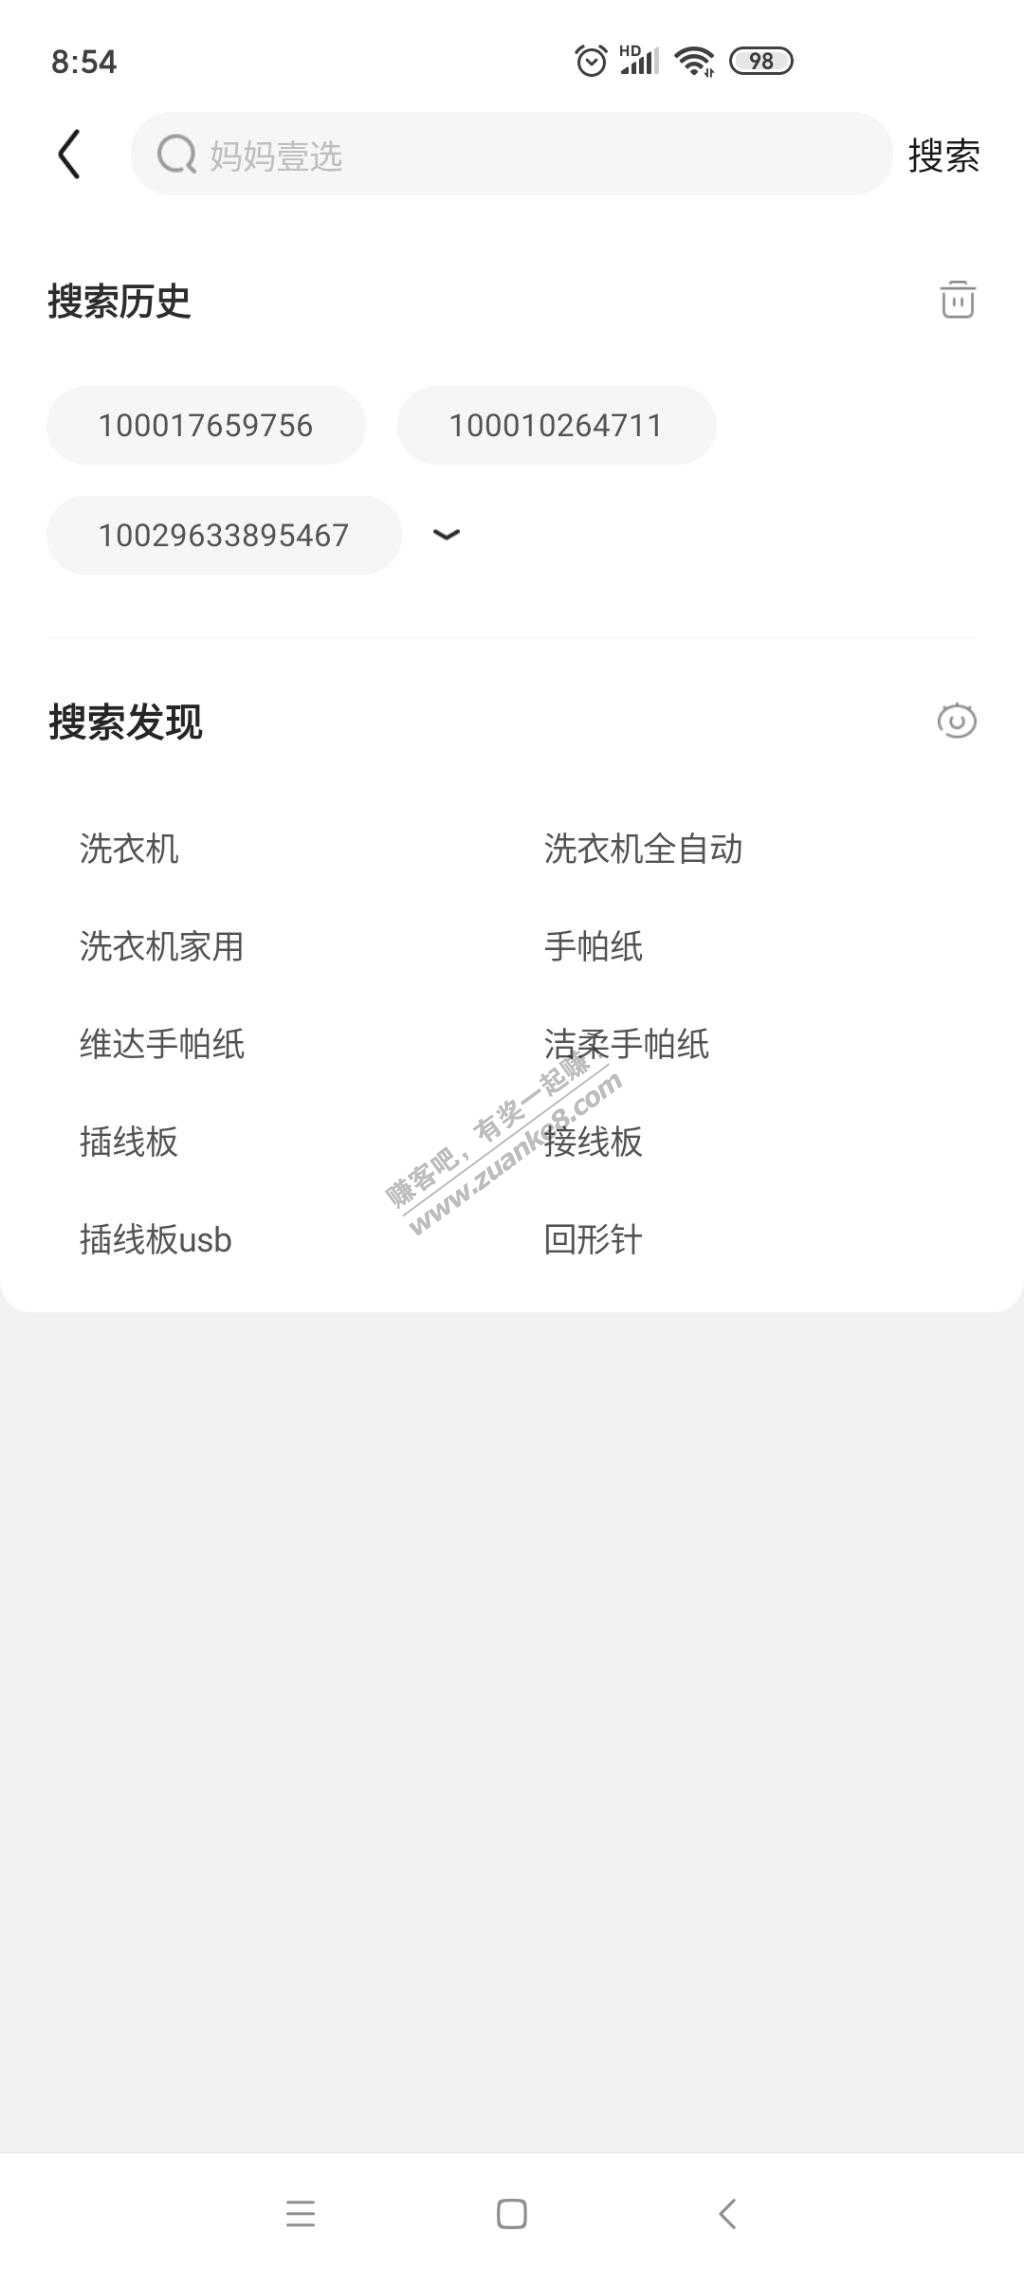 8:54
HD
98
妈妈壹选
搜索
搜索历史
100017659756
100010264711
10029633895467
搜索发现
洗衣机
洗衣机全自动
洗衣机家用
手帕纸
维达手帕纸
洁柔手帕纸
插线板
接线板
插线板usb
回形针
赚客吧，有奖一起赚
www.zuanke8.com